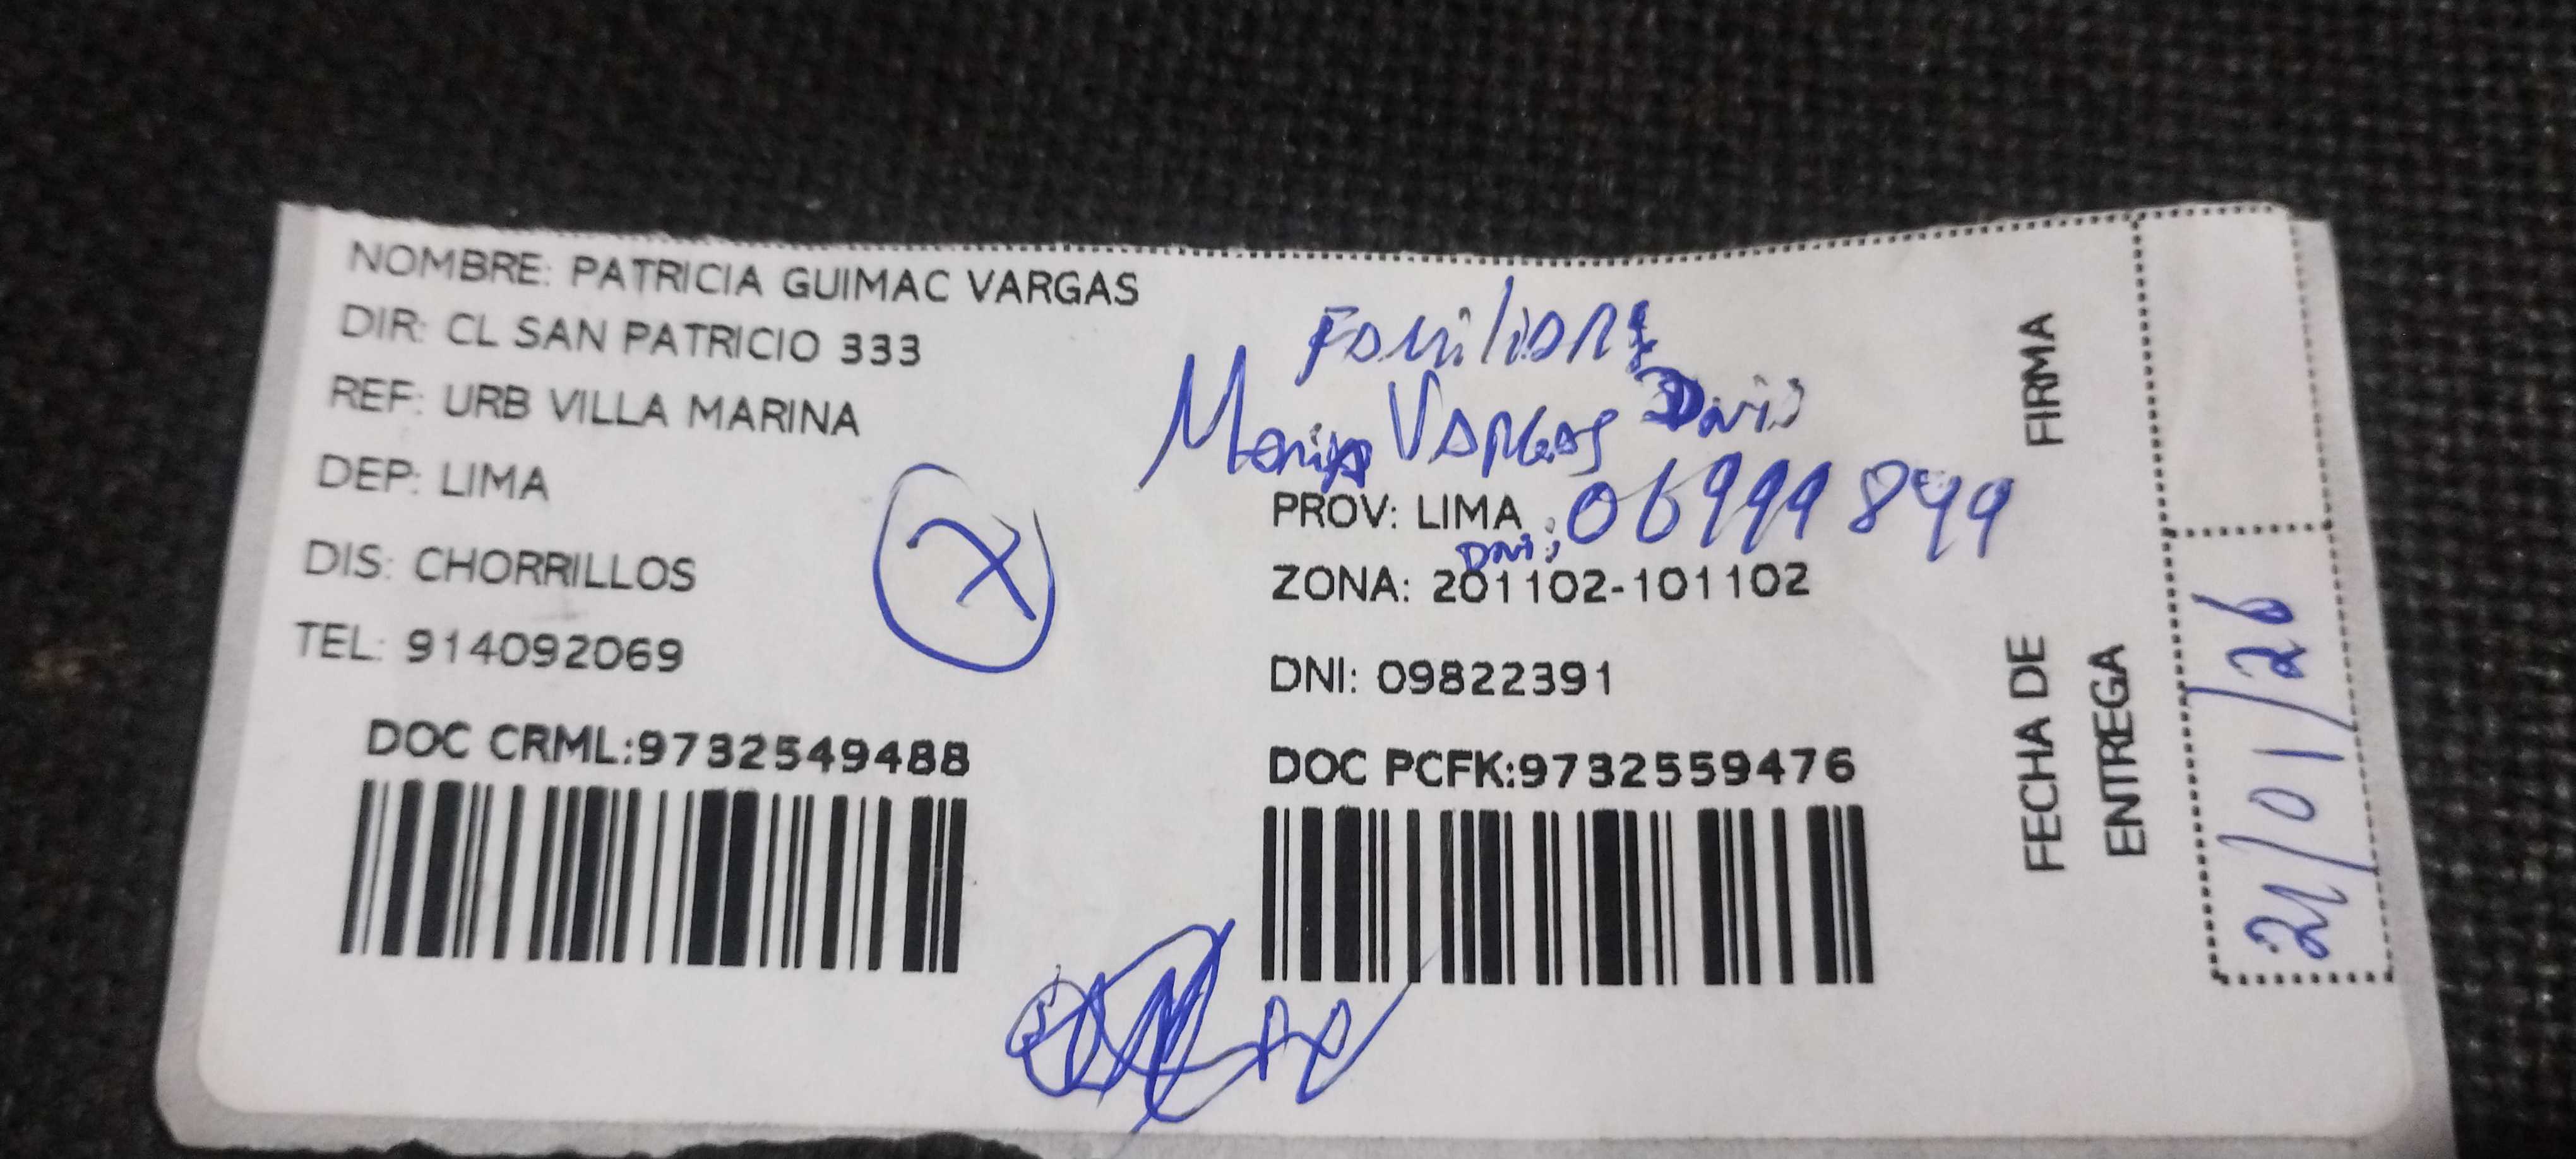 NOMBRE: PATRICIA GUIMAC VARGAS
DIR: CL SAN PATRICIO 333
REF: URB VILLA MARINA
DEP: LIMA
DIS: CHORRILLOS
TEL: 914092069
DOC CRML:9732549488
Familiar
Maria Vargas
PROV: LIMA
DNI: 06999849
ZONA: 201102-101102
DNI: 09822391
DOC PCFK:9732559476
FIRMA
FECHA DE
ENTREGA
21/01/26